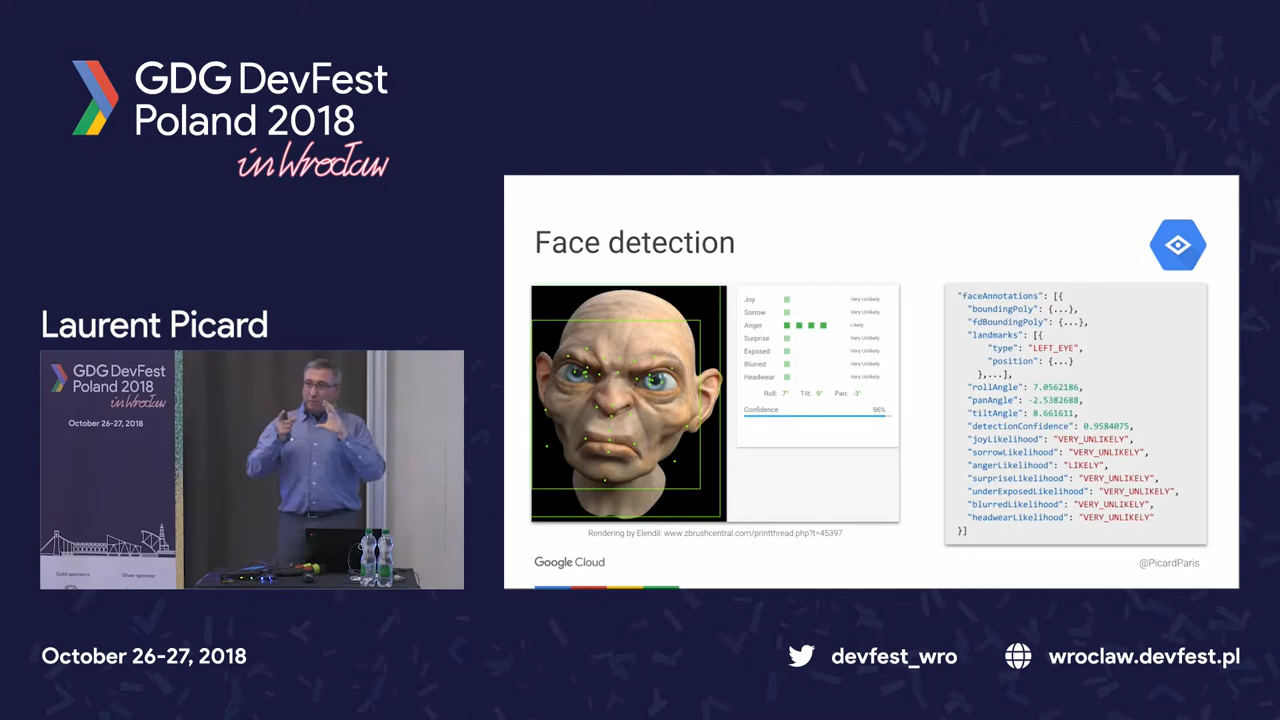 GDG DevFest
Poland 2018
in Wrocław
Laurent Picard
GDG DevFest
Poland 2018
in Wrocław
October 26-27, 2018
Gold sponsors
Silver sponsor
Face detection
Joy Very Unlikely
Sorrow Very Unlikely
Anger Likely
Surprise Very Unlikely
Exposed Very Unlikely
Blurred Very Unlikely
Headwear Very Unlikely
Roll: 7° Tilt: 9° Pan: -3°
Confidence 96%
"faceAnnotations": [{
"boundingPoly": {...},
"fdBoundingPoly": {...},
"landmarks": [{
"type": "LEFT_EYE",
"position": {...}
},...],
"rollAngle": 7.0562186,
"panAngle": -2.5382688,
"tiltAngle": 8.661611,
"detectionConfidence": 0.9584075,
"joyLikelihood": "VERY_UNLIKELY",
"sorrowLikelihood": "VERY_UNLIKELY",
"angerLikelihood": "LIKELY",
"surpriseLikelihood": "VERY_UNLIKELY",
"underExposedLikelihood": "VERY_UNLIKELY",
"blurredLikelihood": "VERY_UNLIKELY",
"headwearLikelihood": "VERY_UNLIKELY"
}]
Rendering by Elendil: www.zbrushcentral.com/printthread.php?t=45397
Google Cloud
@PicardParis
October 26-27, 2018
devfest_wro
wroclaw.devfest.pl